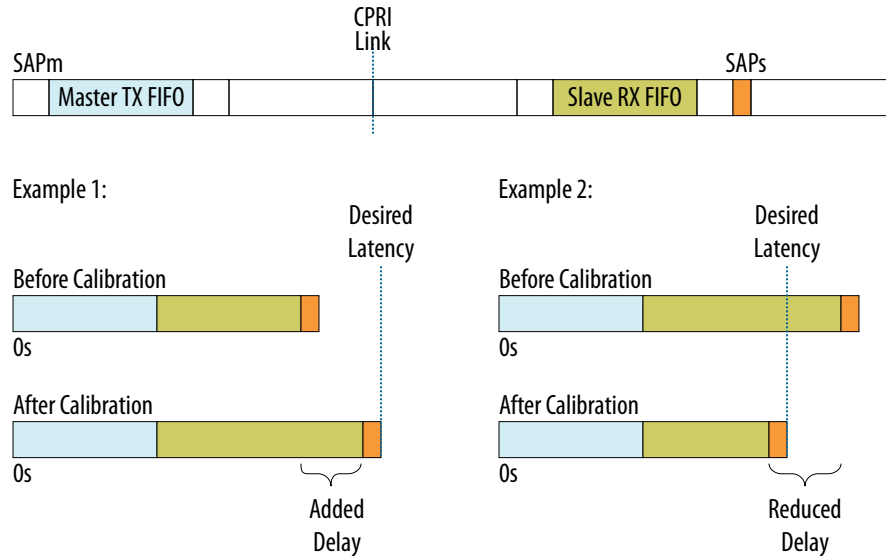 CPRI
Link
SAPm
SAPs
Master TX FIFO
Slave RX FIFO
Example 1:
Desired
Latency
Before Calibration
0s
After Calibration
0s
Added
Delay
Example 2:
Desired
Latency
Before Calibration
0s
After Calibration
0s
Reduced
Delay